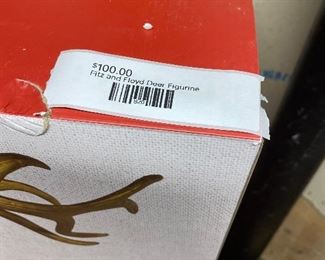 $100.00
Fitz and Floyd Deer Figurine